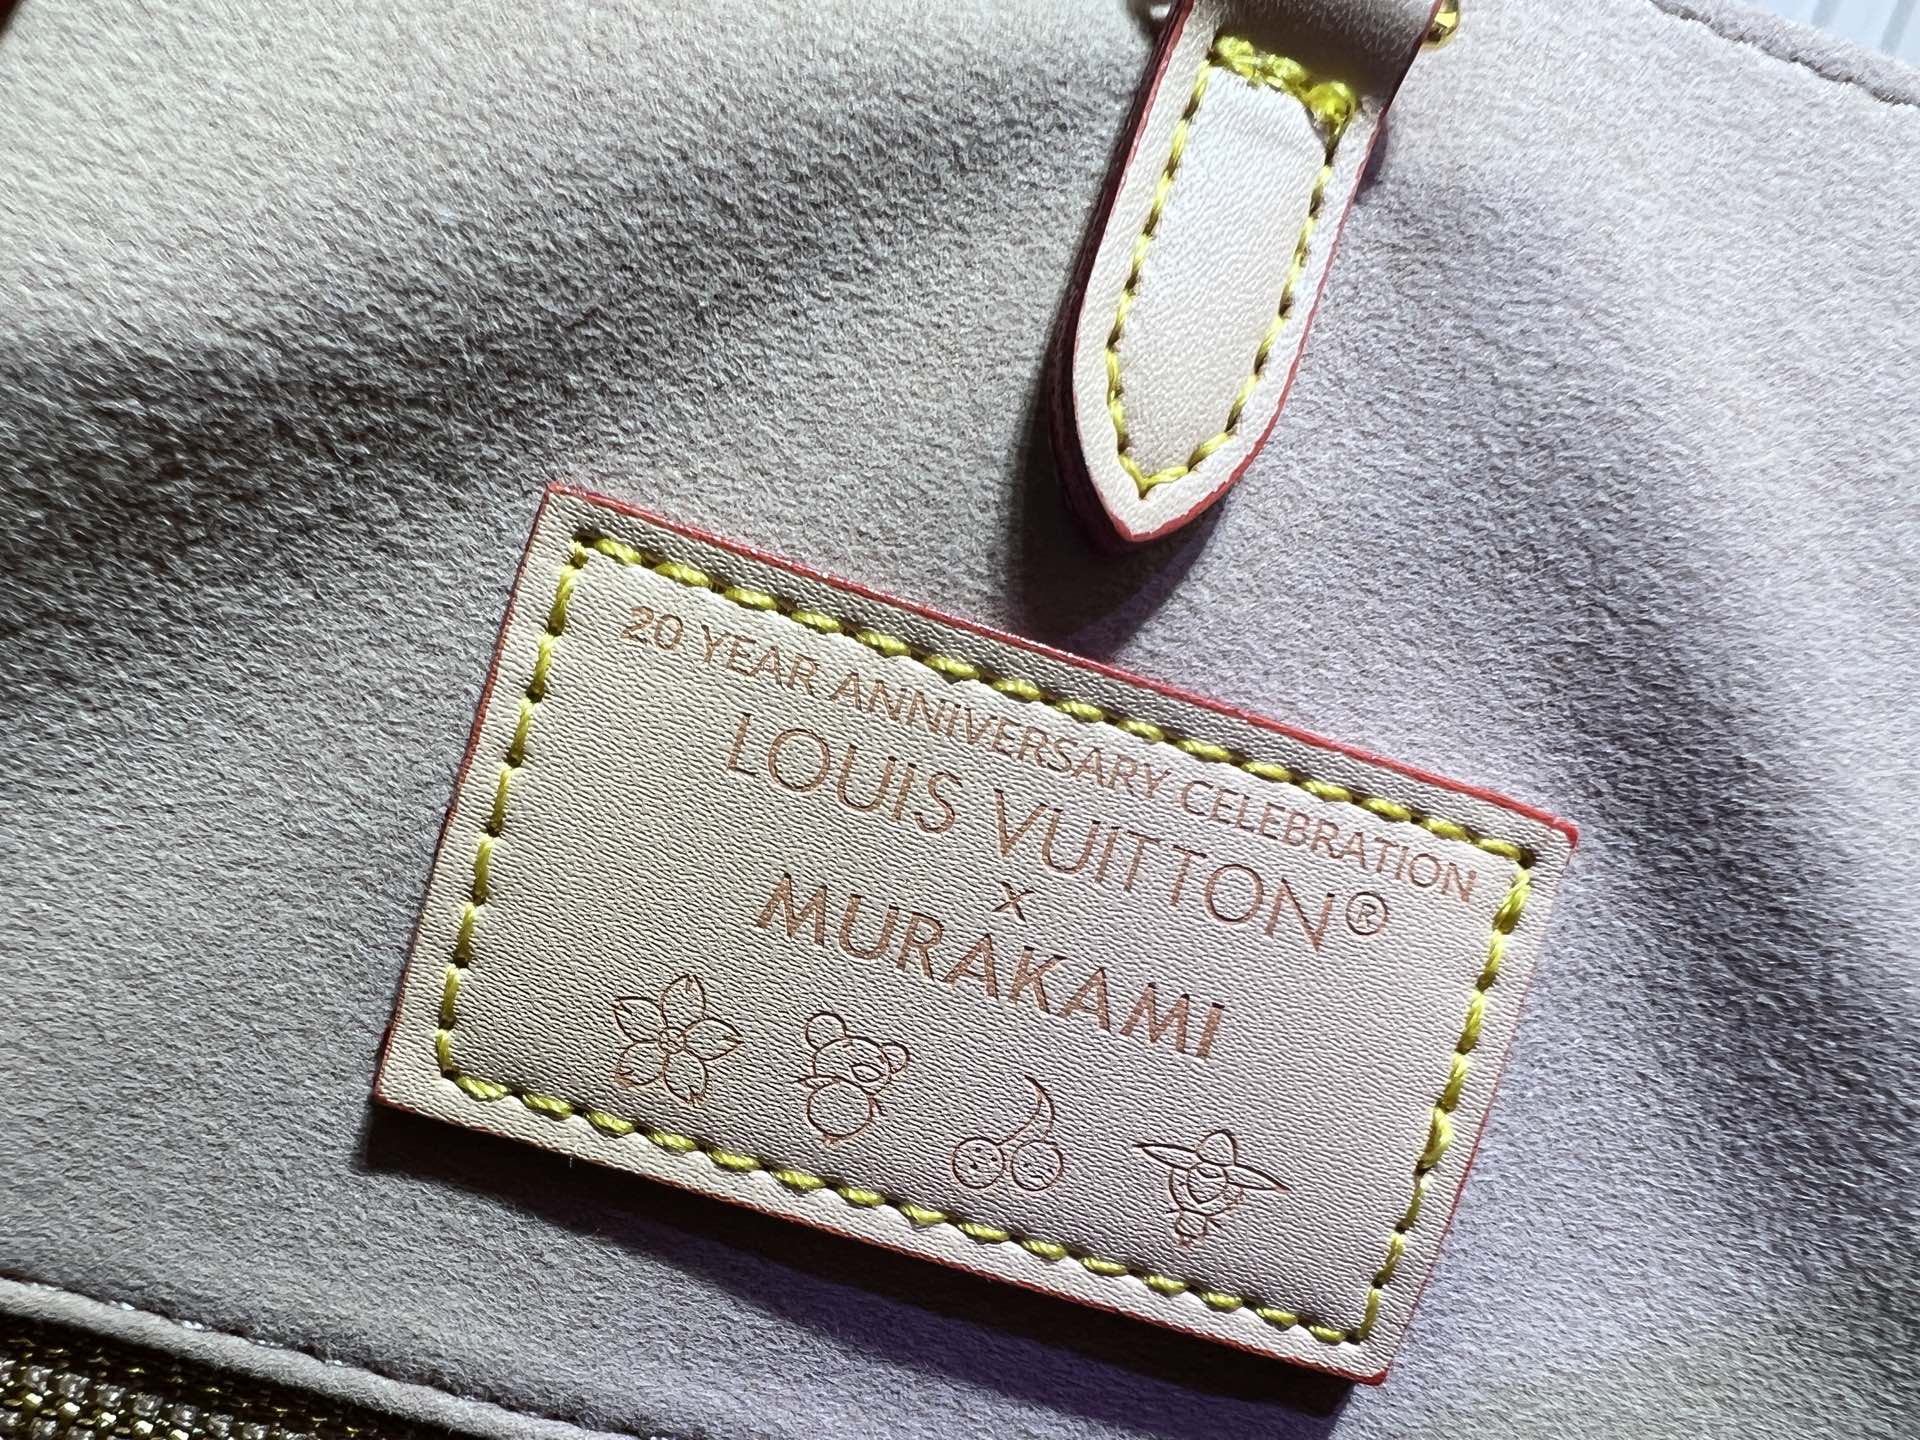 20 YEAR ANNIVERSARY CELEBRATION
LOUIS VUITTON®
x
MURAKAMI